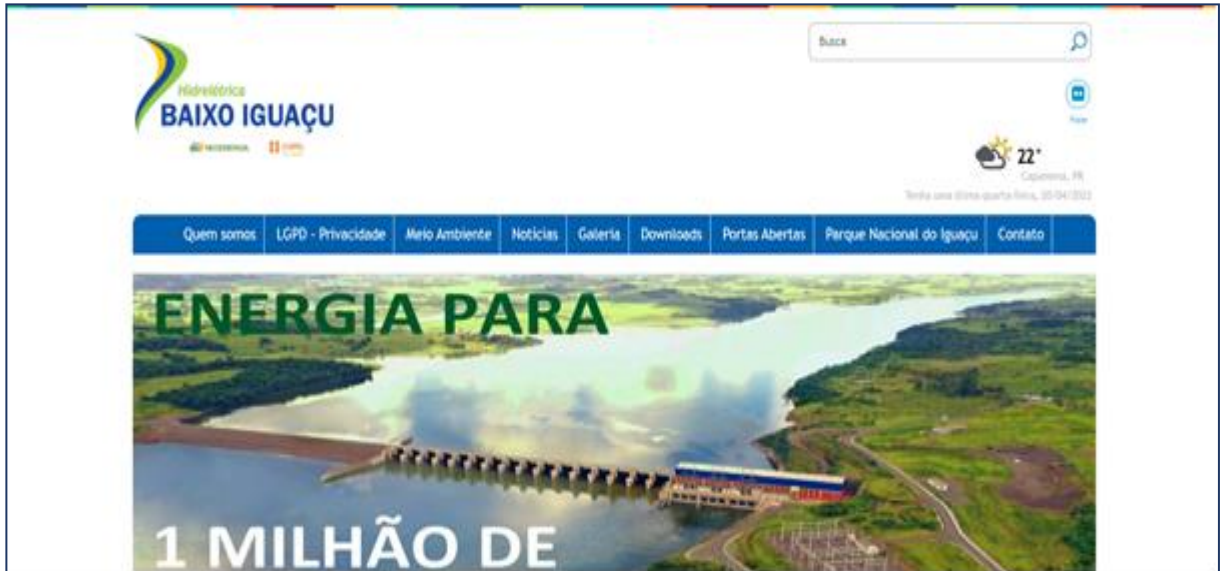 Busca
Hidrelétrica
BAIXO IGUAÇU
22°
Quem somos
LGPD - Privacidade
Meio Ambiente
Notícias
Galeria
Downloads
Portas Abertas
Parque Nacional do Iguaçu
Contato
ENERGIA PARA
1 MILHÃO DE